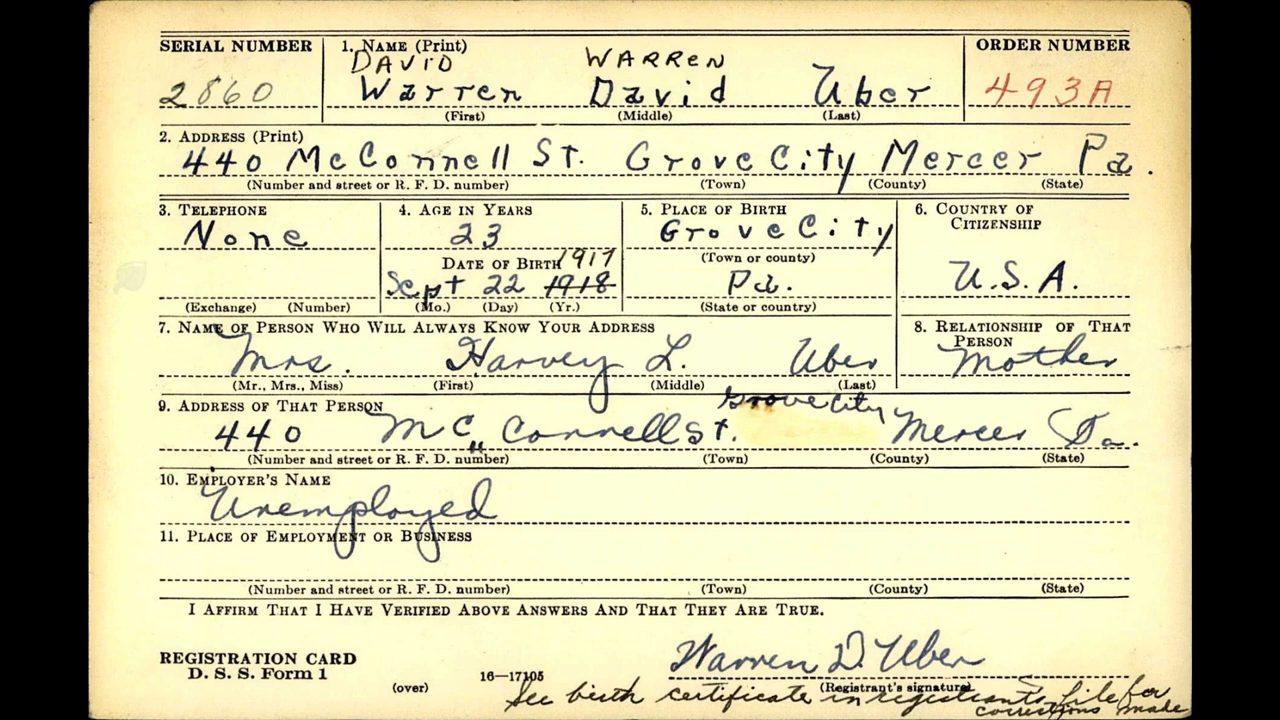 SERIAL NUMBER 1. NAME (Print) ORDER NUMBER
DAVID WARREN
2860 Warren David Uber 493A
(First) (Middle) (Last)
2. ADDRESS (Print)
440 McConnell St. Grove City Mercer Pa.
(Number and street or R. F. D. number) (Town) (County) (State)
3. TELEPHONE 4. AGE IN YEARS 5. PLACE OF BIRTH 6. COUNTRY OF CITIZENSHIP
None 23 Grove City
DATE OF BIRTH 1917 (Town or county)
Sept 22 1918 Pa. U.S.A.
(Exchange) (Number) (Mo.) (Day) (Yr.) (State or country)
7. NAME OF PERSON WHO WILL ALWAYS KNOW YOUR ADDRESS 8. RELATIONSHIP OF THAT PERSON
Mrs. Harvey L. Uber Mother
(Mr., Mrs., Miss) (First) (Middle) (Last)
9. ADDRESS OF THAT PERSON
440 McConnell St. Grove City Mercer Pa.
(Number and street or R. F. D. number) (Town) (County) (State)
10. EMPLOYER'S NAME
Unemployed
11. PLACE OF EMPLOYMENT OR BUSINESS
(Number and street or R. F. D. number) (Town) (County) (State)
I AFFIRM THAT I HAVE VERIFIED ABOVE ANSWERS AND THAT THEY ARE TRUE.
REGISTRATION CARD Warren D. Uber
D. S. S. Form 1
(over) 16—17105 (Registrant's signature)
See birth certificate in registrants file for corrections made